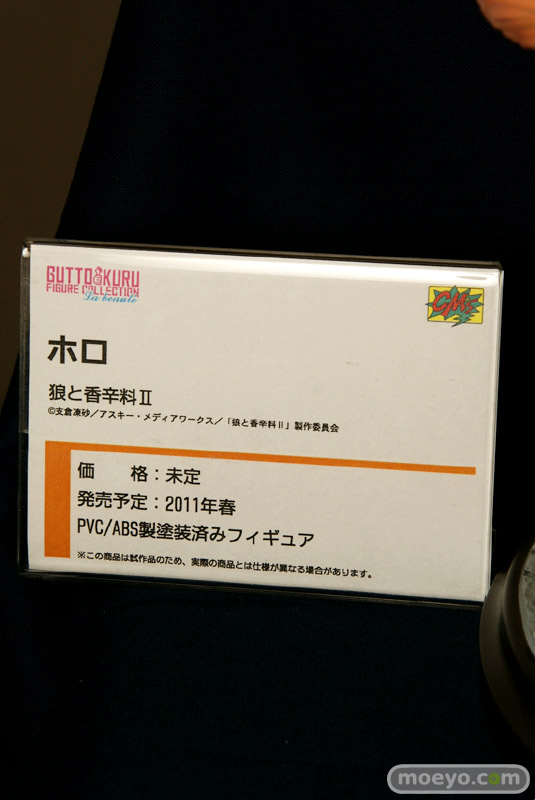 GUTTOKURU
FIGURE COLLECTION
La beauté
CM's
ホロ
狼と香辛料Ⅱ
©支倉凍砂／アスキー・メディアワークス／「狼と香辛料Ⅱ」製作委員会
価　格：未定
発売予定：2011年春
PVC/ABS製塗装済みフィギュア
※この商品は試作品のため、実際の商品とは仕様が異なる場合があります。
moeyo.com